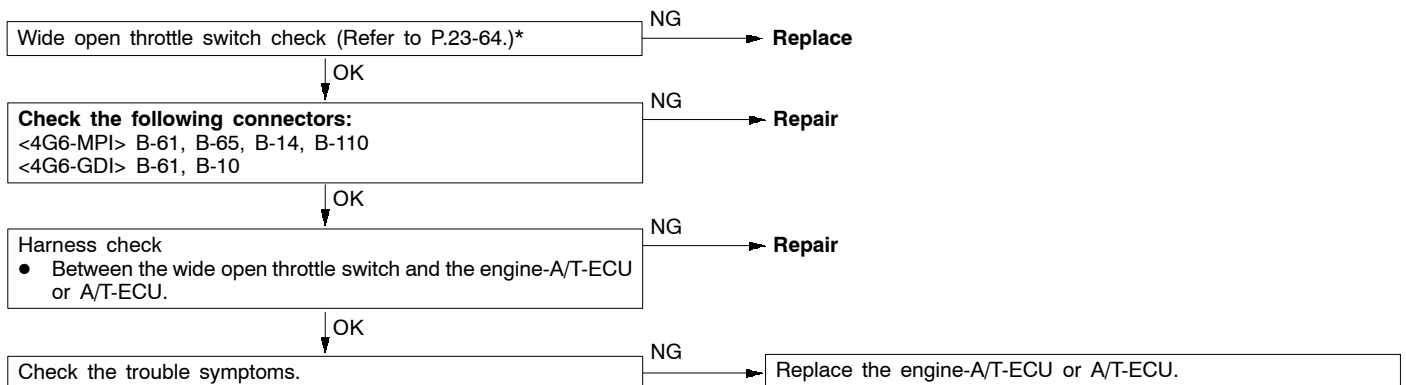 Wide open throttle switch check (Refer to P.23-64.)*
NG
Replace
OK
Check the following connectors:
<4G6-MPI> B-61, B-65, B-14, B-110
<4G6-GDI> B-61, B-10
NG
Repair
OK
Harness check
● Between the wide open throttle switch and the engine-A/T-ECU
or A/T-ECU.
NG
Repair
OK
Check the trouble symptoms.
NG
Replace the engine-A/T-ECU or A/T-ECU.